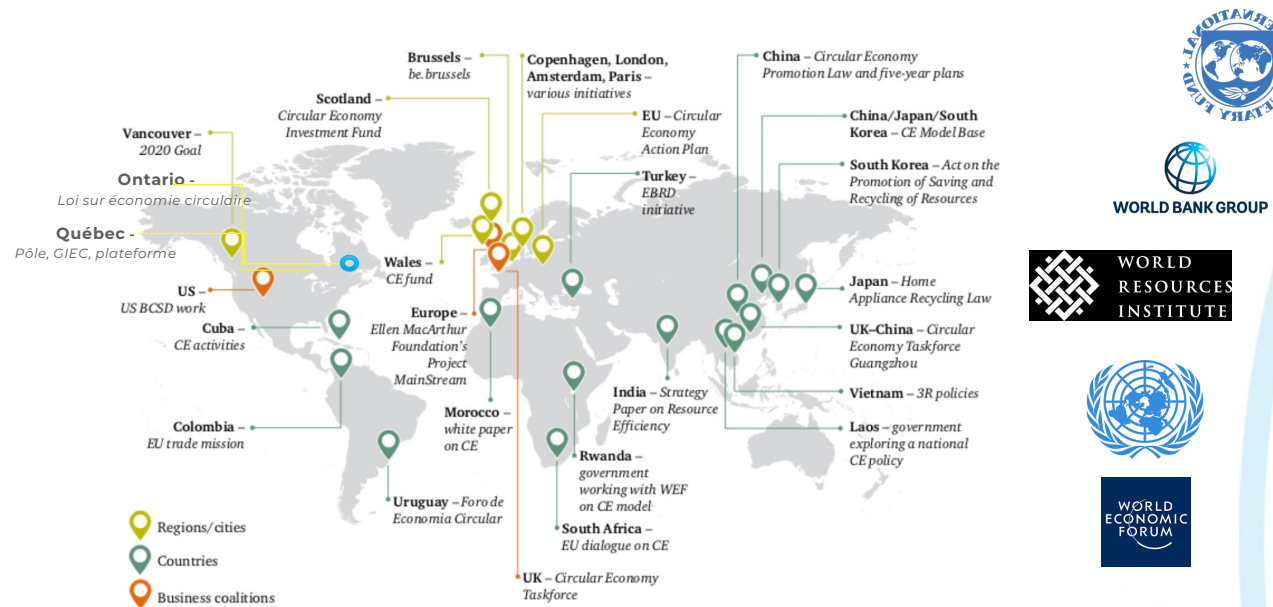 Brussels –
be.brussels
Copenhagen, London,
Amsterdam, Paris –
various initiatives
China – Circular Economy
Promotion Law and five-year plans
Scotland –
Circular Economy
Investment Fund
EU – Circular
Economy
Action Plan
China/Japan/South
Korea – CE Model Base
Vancouver –
2020 Goal
Turkey –
EBRD
initiative
South Korea – Act on the
Promotion of Saving and
Recycling of Resources
Ontario -
Loi sur économie circulaire
Québec -
Pôle, GIEC, plateforme
Wales –
CE fund
US –
US BCSD work
Japan – Home
Appliance Recycling Law
Cuba –
CE activities
Europe –
Ellen MacArthur
Foundation's
Project
MainStream
UK–China – Circular
Economy Taskforce
Guangzhou
India – Strategy
Paper on Resource
Efficiency
Vietnam – 3R policies
Morocco –
white paper
on CE
Colombia –
EU trade mission
Laos – government
exploring a national
CE policy
Rwanda –
government
working with WEF
on CE model
Uruguay – Foro de
Economia Circular
South Africa –
EU dialogue on CE
UK – Circular Economy
Taskforce
Regions/cities
Countries
Business coalitions
WORLD BANK GROUP
WORLD
RESOURCES
INSTITUTE
WORLD
ECONOMIC
FORUM